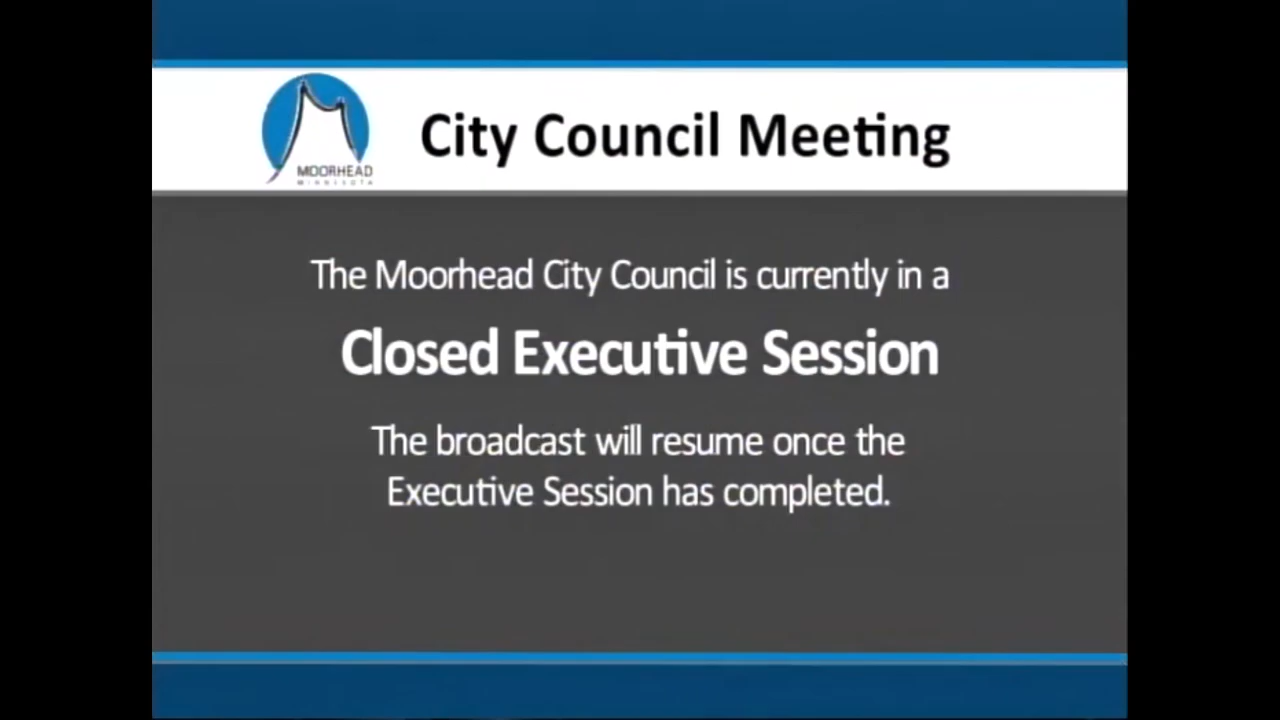 City Council Meeting
MOORHEAD
MINNESOTA
The Moorhead City Council is currently in a
Closed Executive Session
The broadcast will resume once the
Executive Session has completed.